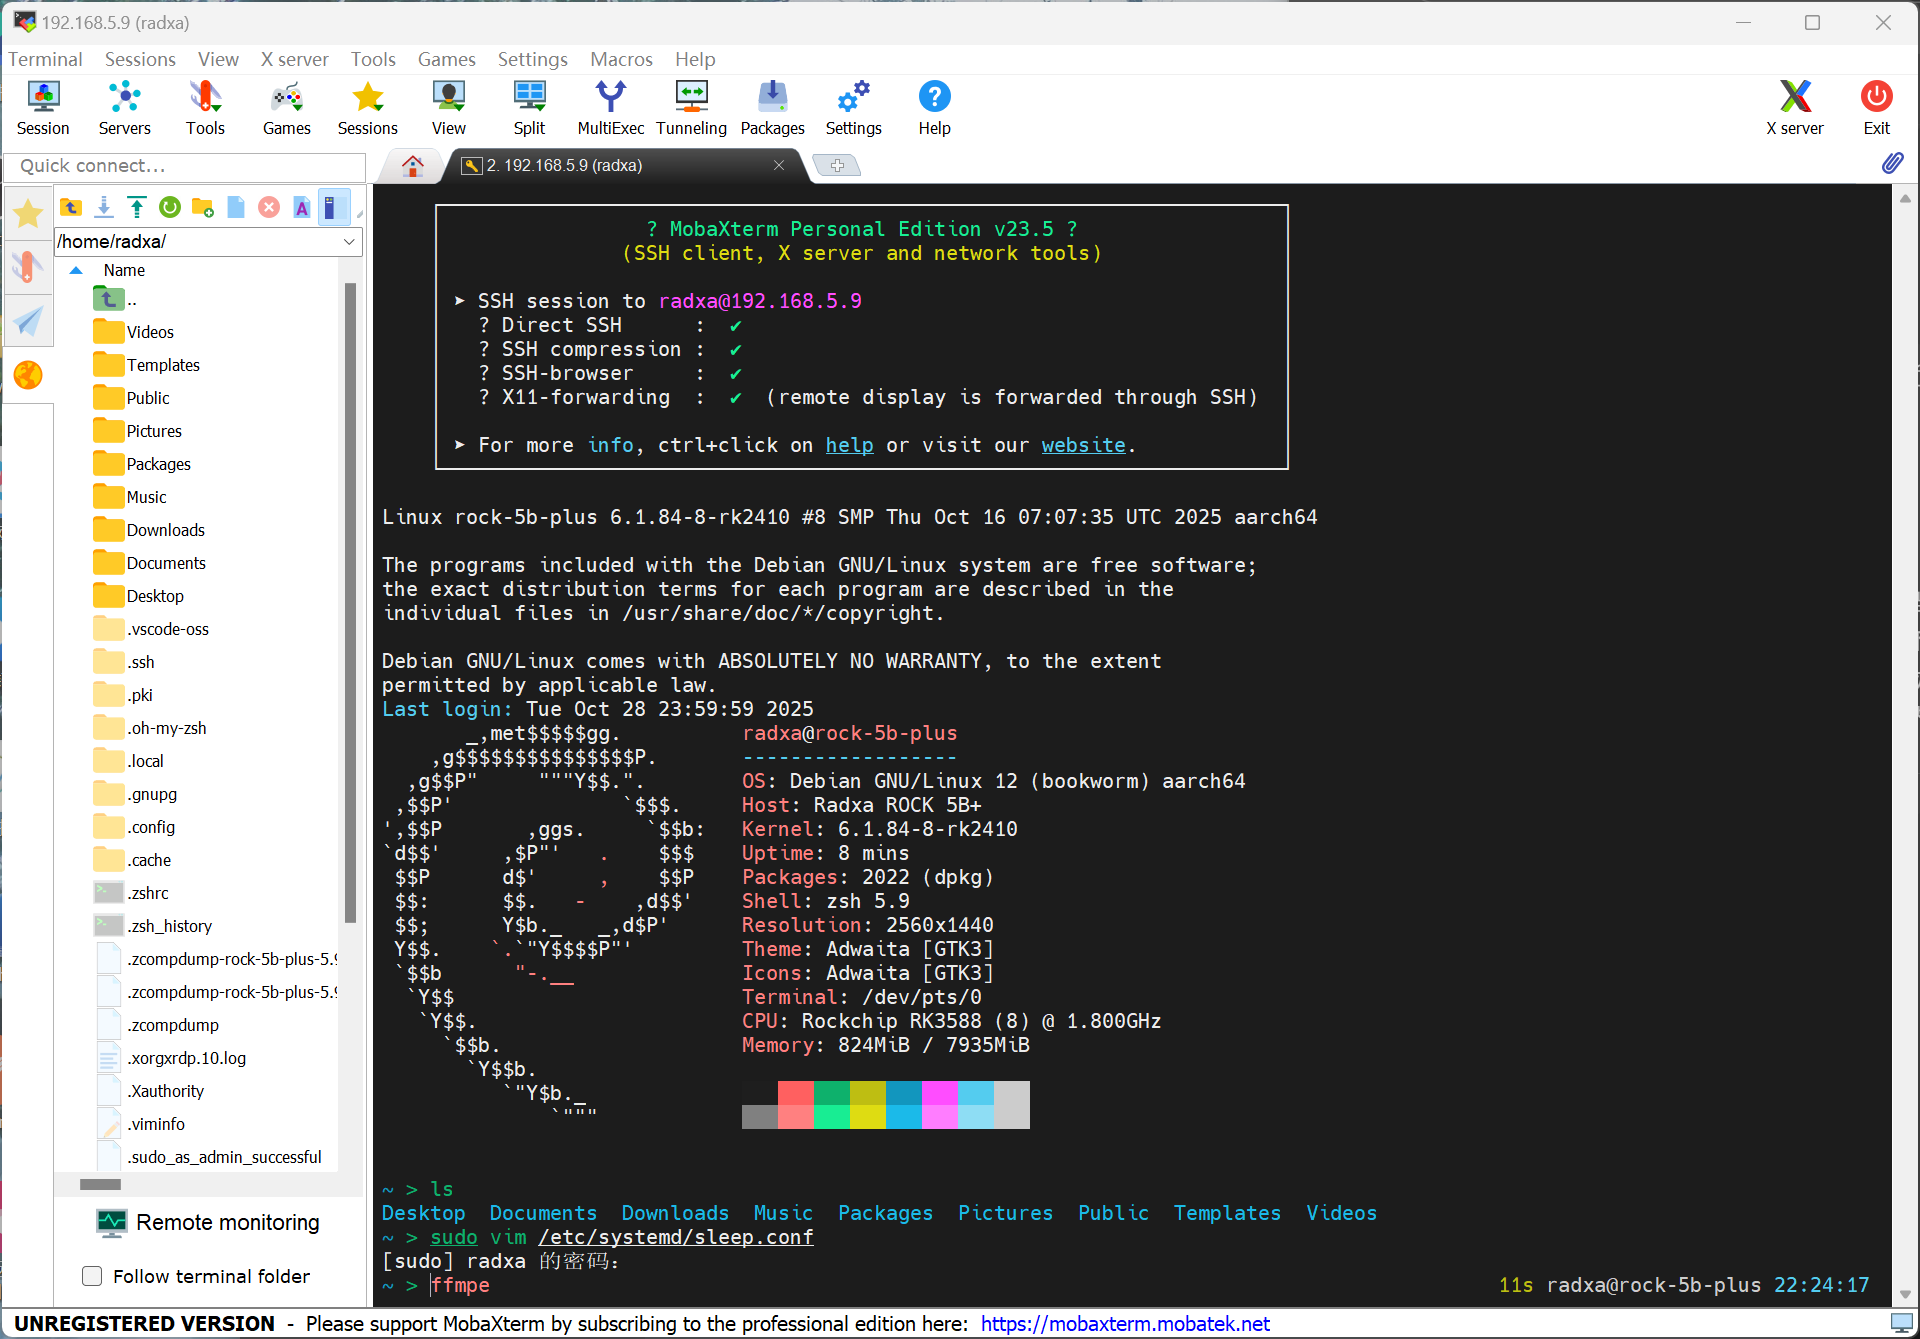 192.168.5.9 (radxa)
Terminal Sessions View X server Tools Games Settings Macros Help
Session Servers Tools Games Sessions View Split MultiExec Tunneling Packages Settings Help X server Exit
Quick connect...
2. 192.168.5.9 (radxa)
/home/radxa/
Name
..
Videos
Templates
Public
Pictures
Packages
Music
Downloads
Documents
Desktop
.vscode-oss
.ssh
.pki
.oh-my-zsh
.local
.gnupg
.config
.cache
.zshrc
.zsh_history
.zcompdump-rock-5b-plus-5.9
.zcompdump-rock-5b-plus-5.9
.zcompdump
.xorgxrdp.10.log
.Xauthority
.viminfo
.sudo_as_admin_successful
Remote monitoring
Follow terminal folder
? MobaXterm Personal Edition v23.5 ?
(SSH client, X server and network tools)
➤ SSH session to radxa@192.168.5.9
? Direct SSH      :  ✔
? SSH compression :  ✔
? SSH-browser     :  ✔
? X11-forwarding  :  ✔  (remote display is forwarded through SSH)
➤ For more info, ctrl+click on help or visit our website.
Linux rock-5b-plus 6.1.84-8-rk2410 #8 SMP Thu Oct 16 07:07:35 UTC 2025 aarch64
The programs included with the Debian GNU/Linux system are free software;
the exact distribution terms for each program are described in the
individual files in /usr/share/doc/*/copyright.
Debian GNU/Linux comes with ABSOLUTELY NO WARRANTY, to the extent
permitted by applicable law.
Last login: Tue Oct 28 23:59:59 2025
       _,met$$$$$gg.          radxa@rock-5b-plus
    ,g$$$$$$$$$$$$$$$P.       ------------------
  ,g$$P"     """Y$$.".        OS: Debian GNU/Linux 12 (bookworm) aarch64
 ,$$P'              `$$$.     Host: Radxa ROCK 5B+
',$$P       ,ggs.     `$$b:   Kernel: 6.1.84-8-rk2410
`d$$'     ,$P"'   .    $$$    Uptime: 8 mins
 $$P      d$'     ,    $$P    Packages: 2022 (dpkg)
 $$:      $$.   -    ,d$$'    Shell: zsh 5.9
 $$;      Y$b._   _,d$P'      Resolution: 2560x1440
 Y$$.    `.`"Y$$$$P"'         Theme: Adwaita [GTK3]
 `$$b      "-.__              Icons: Adwaita [GTK3]
  `Y$$                        Terminal: /dev/pts/0
   `Y$$.                      CPU: Rockchip RK3588 (8) @ 1.800GHz
     `$$b.                    Memory: 824MiB / 7935MiB
       `Y$$b.
          `"Y$b._
              `"""
~ > ls
Desktop  Documents  Downloads  Music  Packages  Pictures  Public  Templates  Videos
~ > sudo vim /etc/systemd/sleep.conf
[sudo] radxa 的密码：
~ > ffmpe 11s radxa@rock-5b-plus 22:24:17
UNREGISTERED VERSION - Please support MobaXterm by subscribing to the professional edition here: https://mobaxterm.mobatek.net